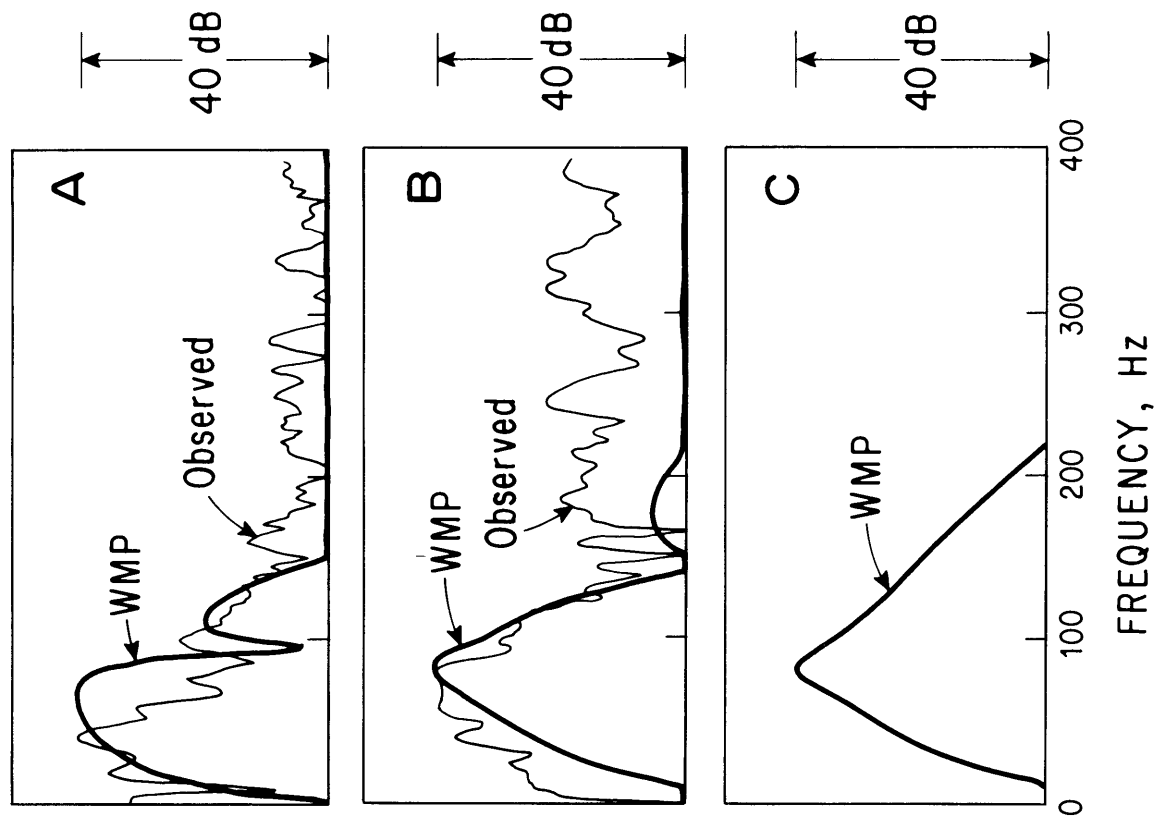 A
WMP
Observed
40 dB
B
WMP
Observed
40 dB
C
WMP
40 dB
0 100 200 300 400
FREQUENCY, Hz